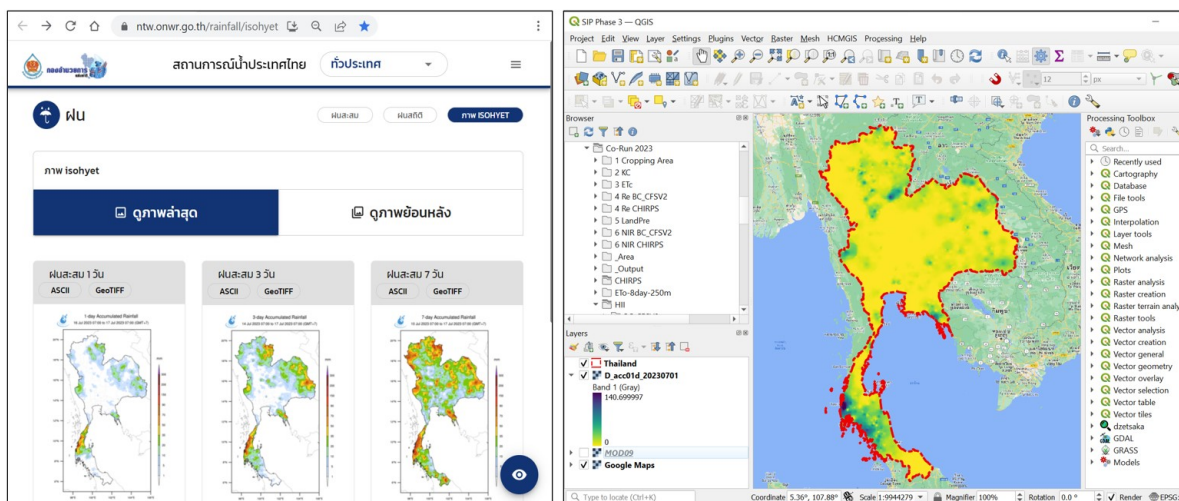 ntw.onwr.go.th/rainfall/isohyet
กองอำนวยการ
สถานการณ์น้ำประเทศไทย
ทั่วประเทศ
ฝน
ฝนสะสม
ฝนสถิติ
ภาพ ISOHYET
ภาพ isohyet
ดูภาพล่าสุด
ดูภาพย้อนหลัง
ฝนสะสม 1 วัน
ASCII GeoTIFF
1-day Accumulated Rainfall
ฝนสะสม 3 วัน
ASCII GeoTIFF
3-day Accumulated Rainfall
ฝนสะสม 7 วัน
ASCII GeoTIFF
7-day Accumulated Rainfall
SIP Phase 3 — QGIS
Project Edit View Layer Settings Plugins Vector Raster Mesh HCMGIS Processing Help
12 px
Browser
Co-Run 2023
1 Cropping Area
2 KC
3 ETc
4 Re BC_CFSV2
4 Re CHIRPS
5 LandPre
6 NIR BC_CFSV2
6 NIR CHIRPS
_Area
_Output
CHIRPS
ETo-8day-250m
HII
Layers
Thailand
D_acc01d_20230701
Band 1 (Gray)
140.699997
0
MOD09
Google Maps
Processing Toolbox
Search...
Recently used
Cartography
Database
File tools
GPS
Interpolation
Layer tools
Mesh
Network analysis
Plots
Raster analysis
Raster creation
Raster terrain analy
Raster tools
Vector analysis
Vector creation
Vector general
Vector geometry
Vector overlay
Vector selection
Vector table
Vector tiles
dzetsaka
GDAL
GRASS
Models
Type to locate (Ctrl+K)
Coordinate 5.36°, 107.88° Scale 1:9944279 Magnifier 100% Rotation 0.0 ° Render EPSG: